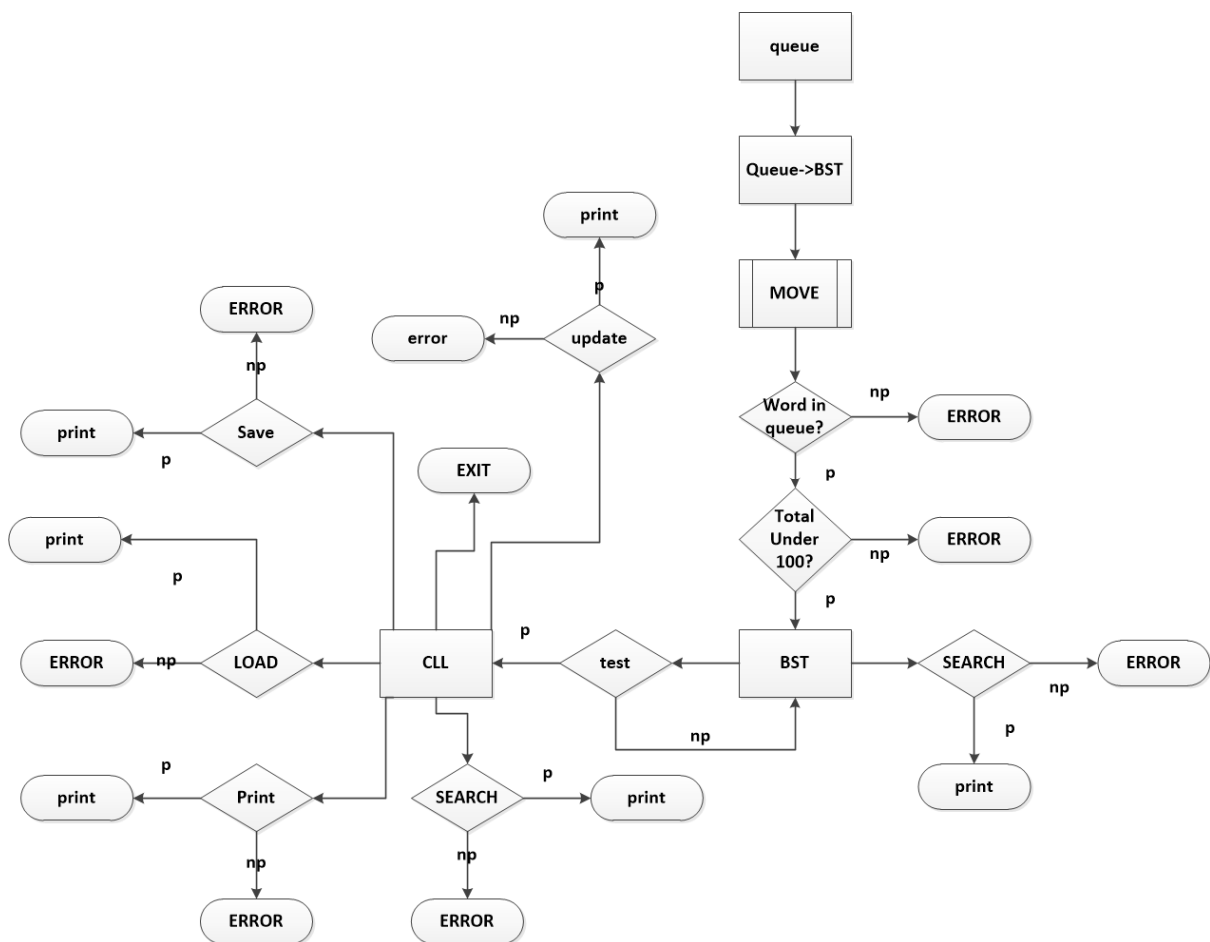 queue
Queue->BST
print
MOVE
ERROR
p
np
error
update
np
Word in
queue?
np
ERROR
print
Save
p
EXIT
p
print
Total
Under
100?
np
ERROR
p
p
p
ERROR
np
LOAD
CLL
test
BST
SEARCH
np
ERROR
np
p
print
p
Print
SEARCH
p
print
print
np
np
ERROR
ERROR